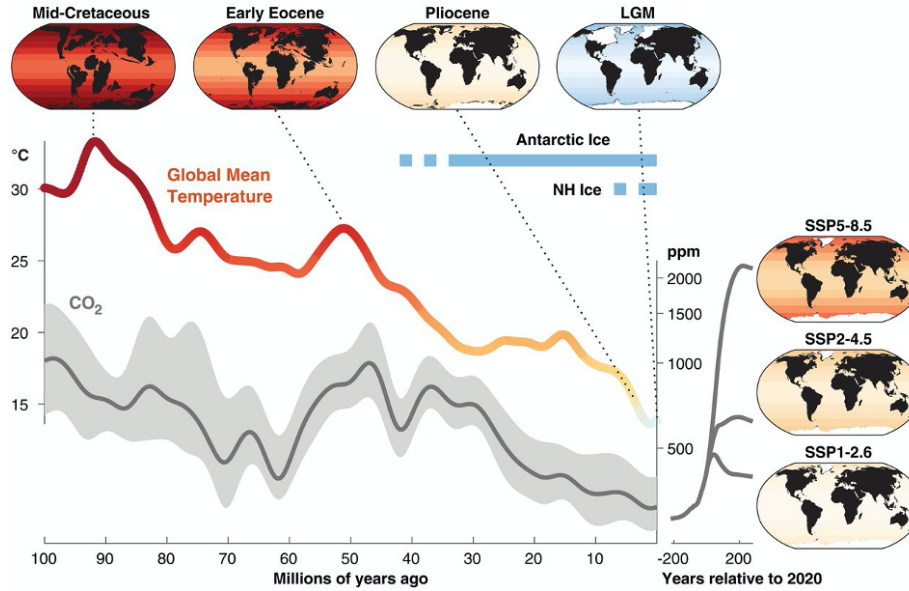 Mid-Cretaceous
Early Eocene
Pliocene
LGM
°C
30
25
20
15
Global Mean
Temperature
CO2
Antarctic Ice
NH Ice
ppm
2000
1500
1000
500
SSP5-8.5
SSP2-4.5
SSP1-2.6
100 90 80 70 60 50 40 30 20 10
Millions of years ago
-200 0 200
Years relative to 2020